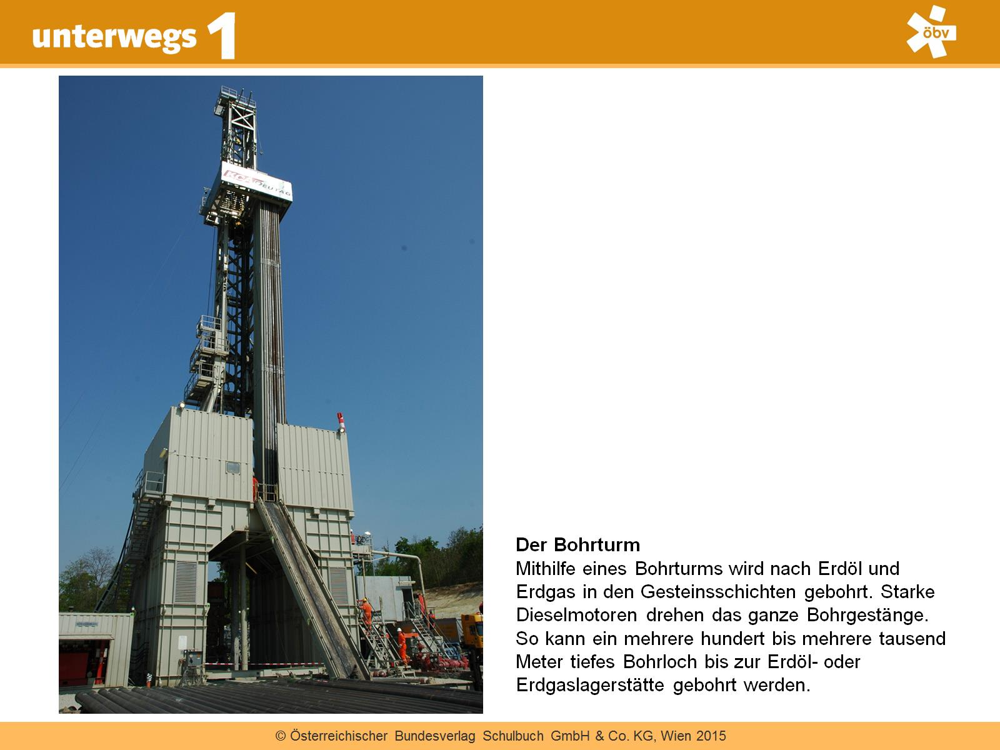 unterwegs 1
öbv
KCA DEUTAG
Der Bohrturm
Mithilfe eines Bohrturms wird nach Erdöl und
Erdgas in den Gesteinsschichten gebohrt. Starke
Dieselmotoren drehen das ganze Bohrgestänge.
So kann ein mehrere hundert bis mehrere tausend
Meter tiefes Bohrloch bis zur Erdöl- oder
Erdgaslagerstätte gebohrt werden.
© Österreichischer Bundesverlag Schulbuch GmbH & Co. KG, Wien 2015